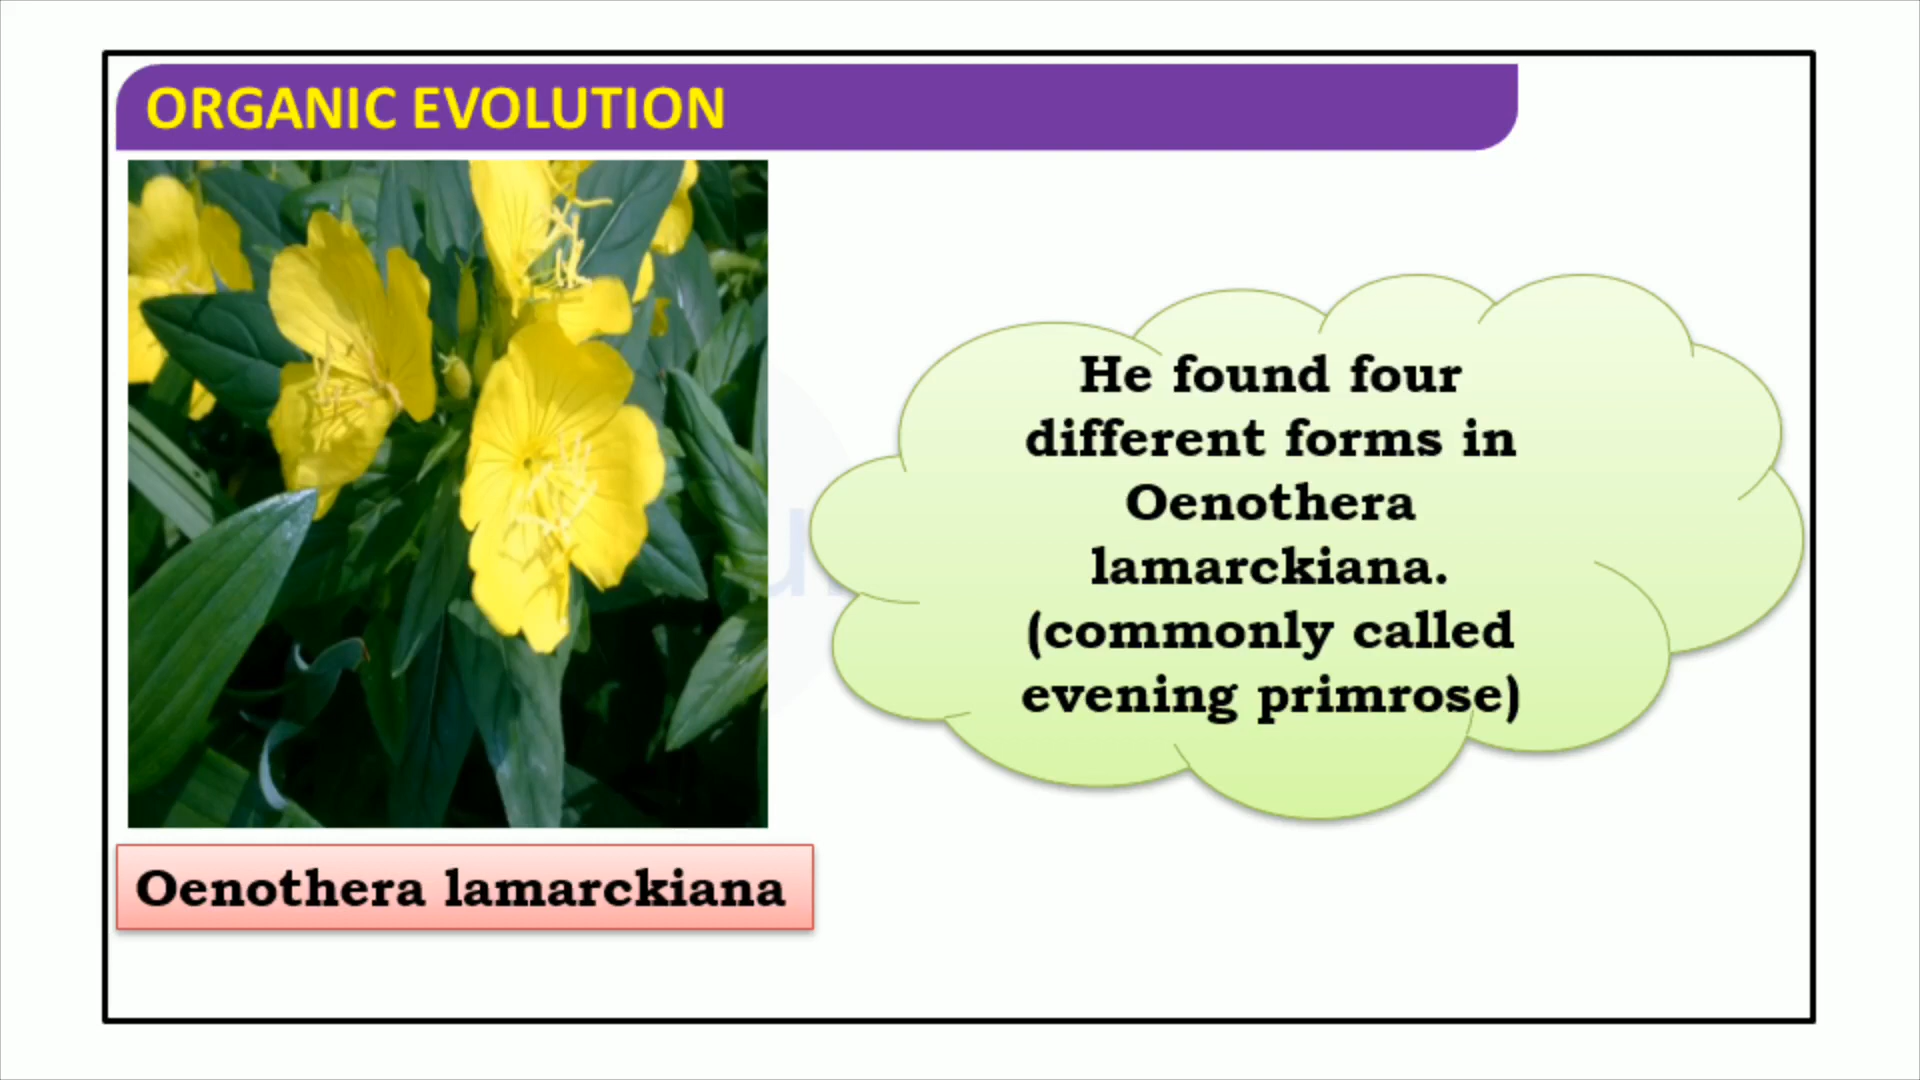 ORGANIC EVOLUTION
He found four
different forms in
Oenothera
lamarckiana.
(commonly called
evening primrose)
Oenothera lamarckiana